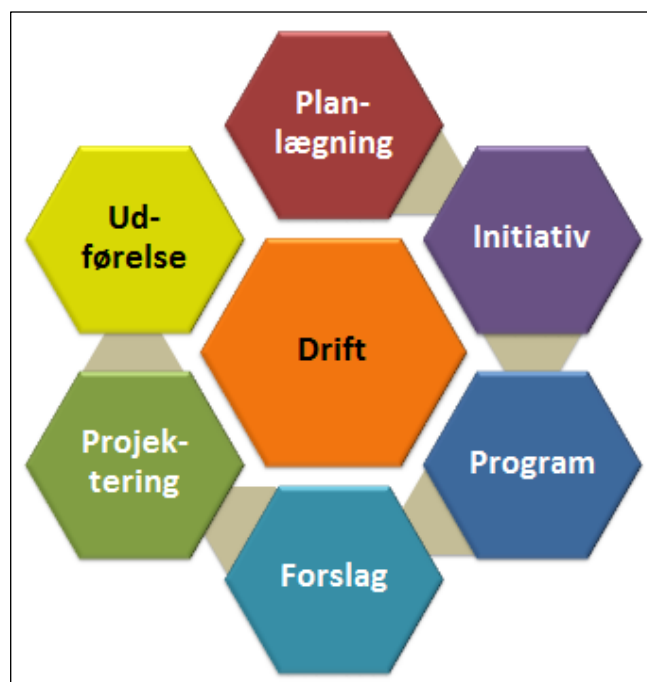 Plan-
lægning
Initiativ
Program
Forslag
Projek-
tering
Ud-
førelse
Drift